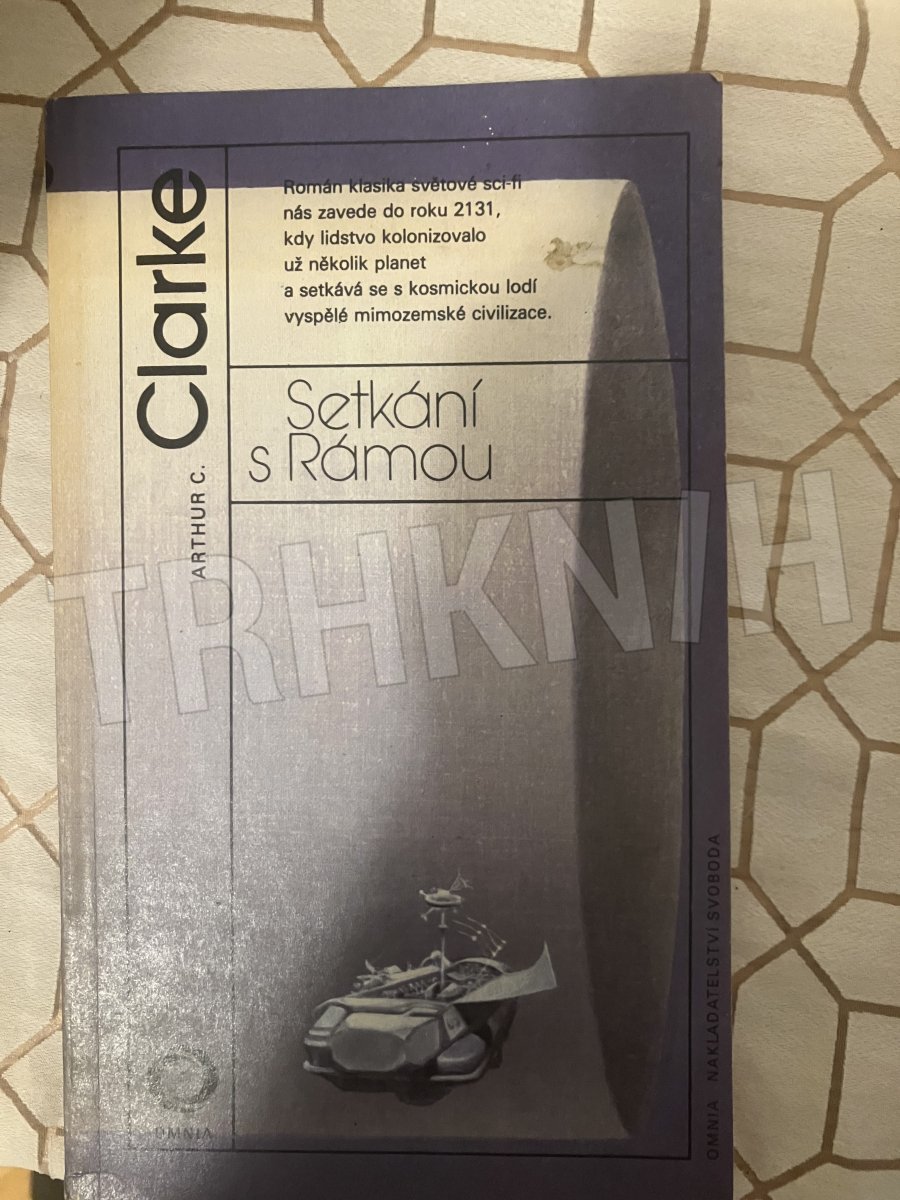 ARTHUR C. Clarke
Román klasika světové sci-fi
nás zavede do roku 2131,
kdy lidstvo kolonizovalo
už několik planet
a setkává se s kosmickou lodí
vyspělé mimozemské civilizace.
Setkání
s Rámou
TRHKNIH
OMNIA
OMNIA NAKLADATELSTVÍ SVOBODA